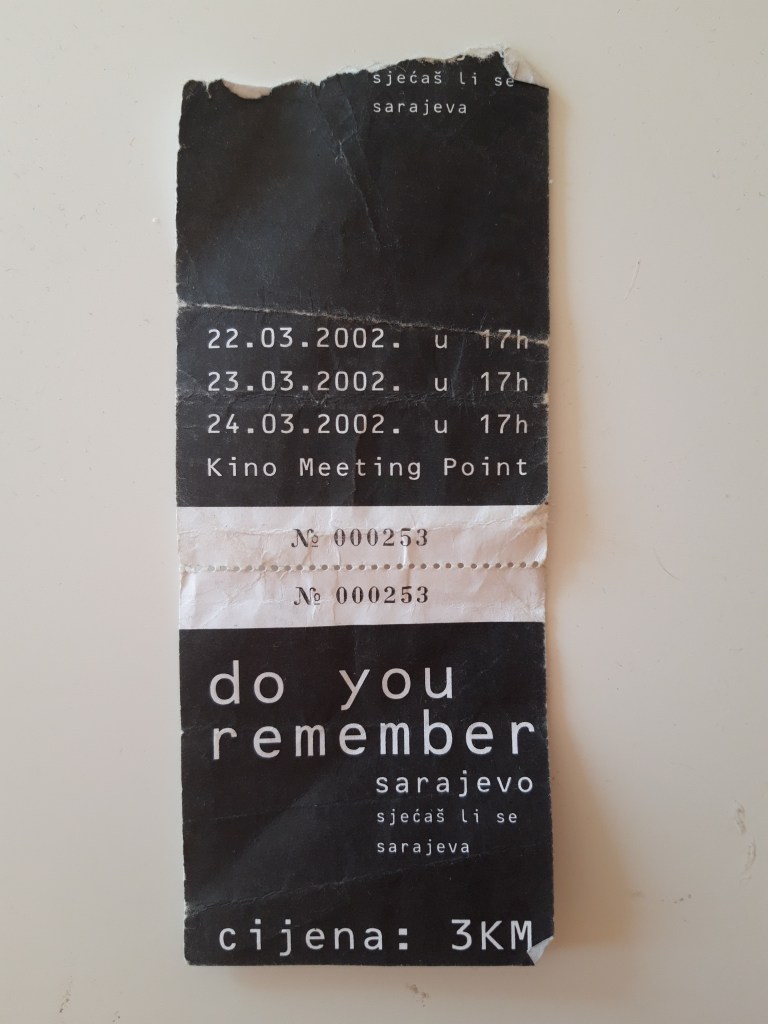 sjećaš li se
sarajeva
22.03.2002. u 17h
23.03.2002. u 17h
24.03.2002. u 17h
Kino Meeting Point
№ 000253
№ 000253
do you
remember
sarajevo
sjećaš li se
sarajeva
cijena: 3KM